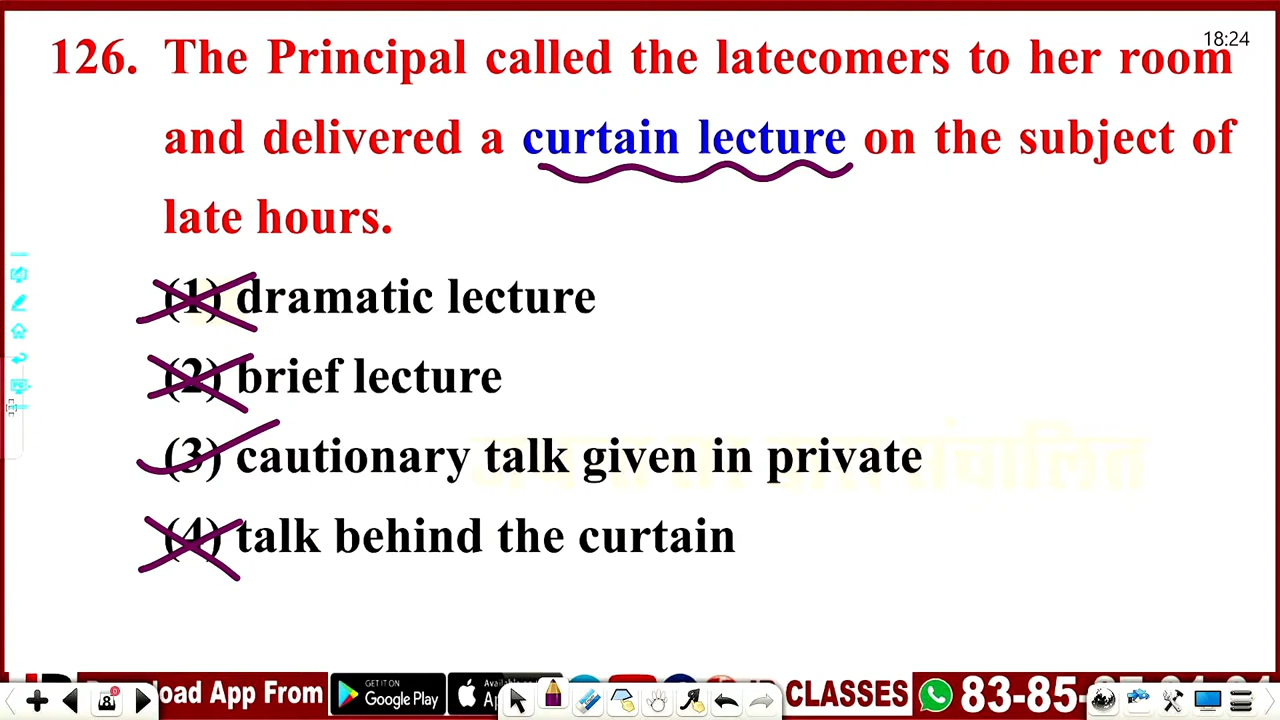 18:24
126. The Principal called the latecomers to her room
and delivered a curtain lecture on the subject of
late hours.
(1) dramatic lecture
(2) brief lecture
(3) cautionary talk given in private
(4) talk behind the curtain
संचालित
App From
GET IT ON
Google Play
CLASSES
83-85-